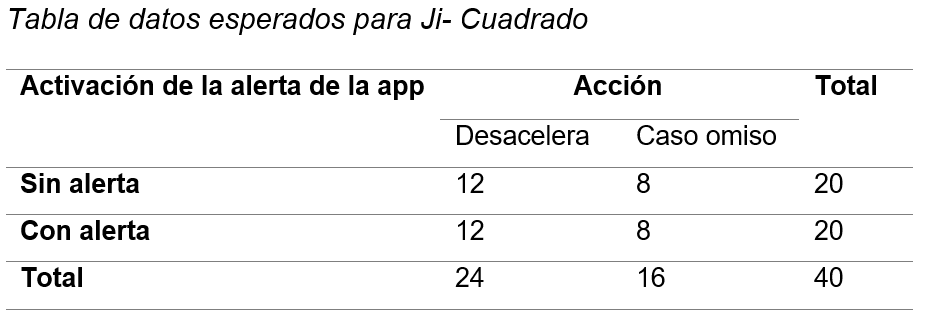 Tabla de datos esperados para Ji- Cuadrado
Activación de la alerta de la app Acción Total
Desacelera Caso omiso
Sin alerta 12 8 20
Con alerta 12 8 20
Total 24 16 40